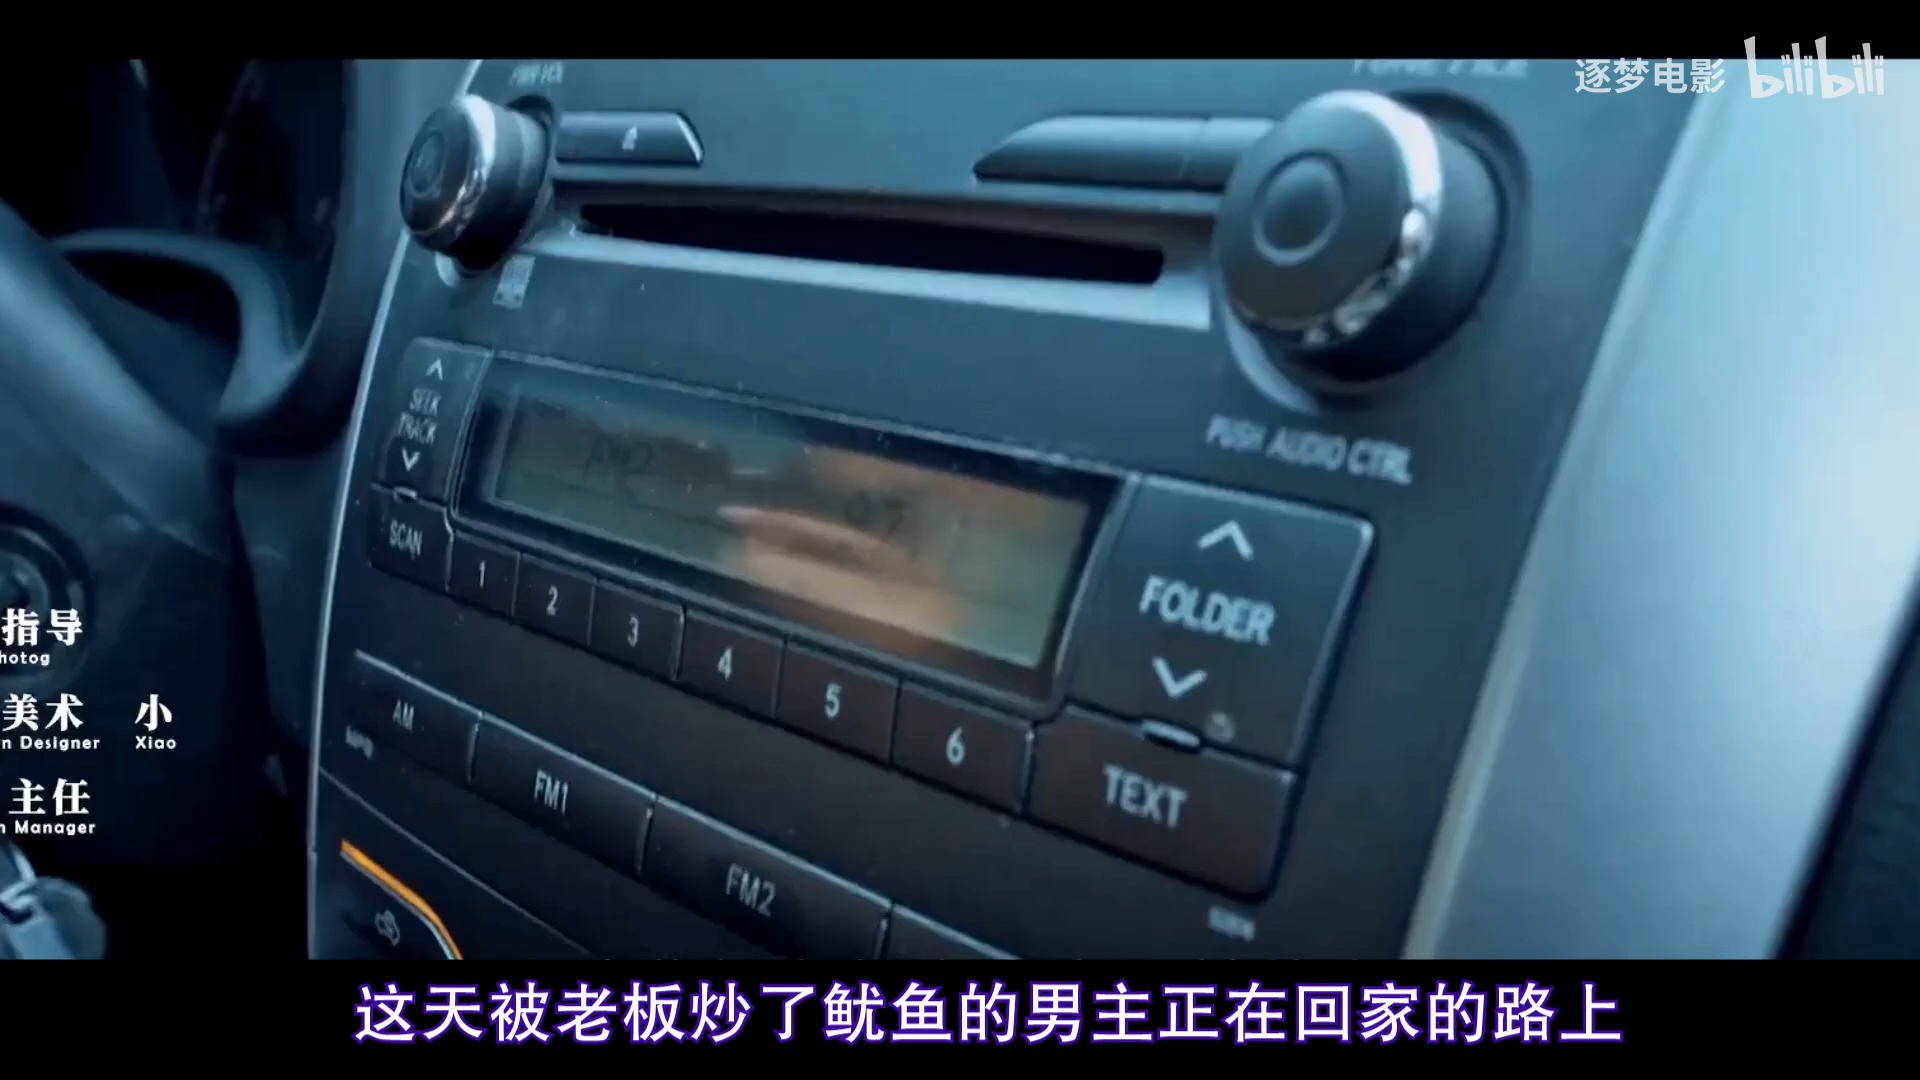 逐梦电影 bilibili
PUSH AUDIO CTRL
SEEK
TRACK
SCAN
1
2
3
4
5
6
FOLDER
TEXT
AM
FM1
FM2
指导
hotog
美术 小
n Designer Xiao
主任
n Manager
这天被老板炒了鱿鱼的男主正在回家的路上